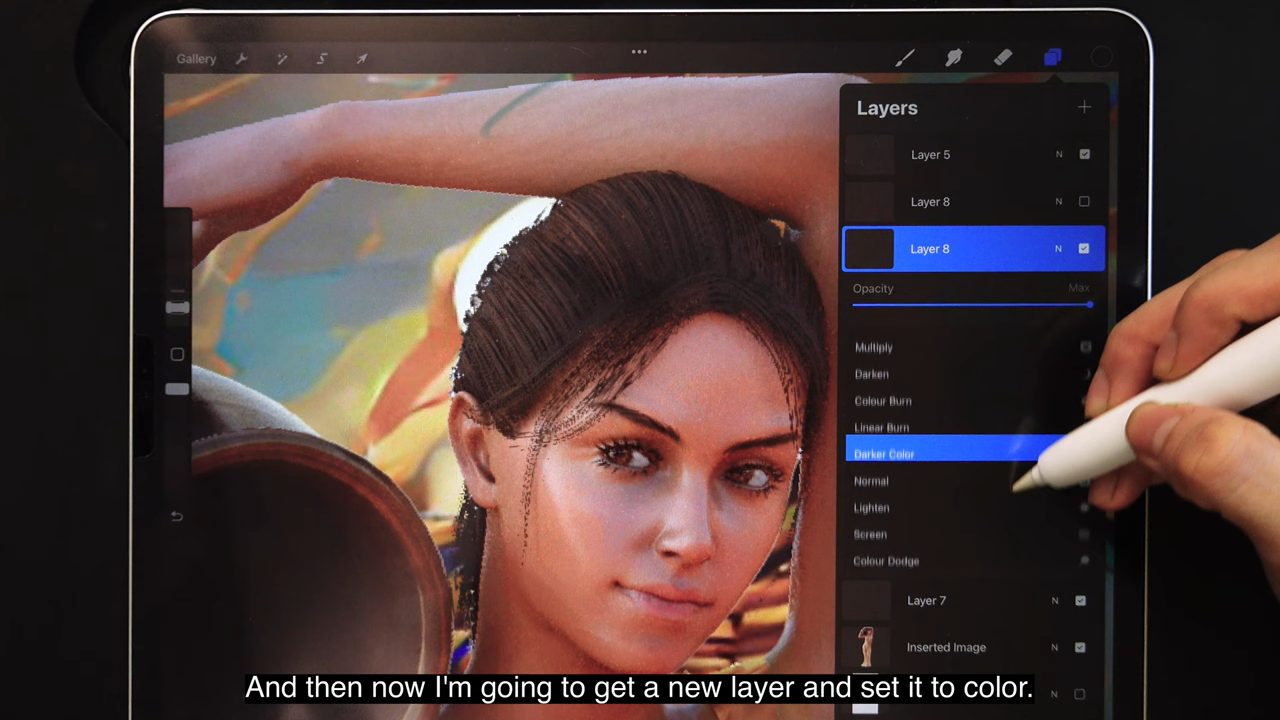 Gallery
Layers
Layer 5 N
Layer 8 N
Layer 8 N
Opacity Max
Multiply
Darken
Colour Burn
Linear Burn
Darker Color
Normal
Lighten
Screen
Colour Dodge
Layer 7 N
Inserted Image N
N
And then now I'm going to get a new layer and set it to color.